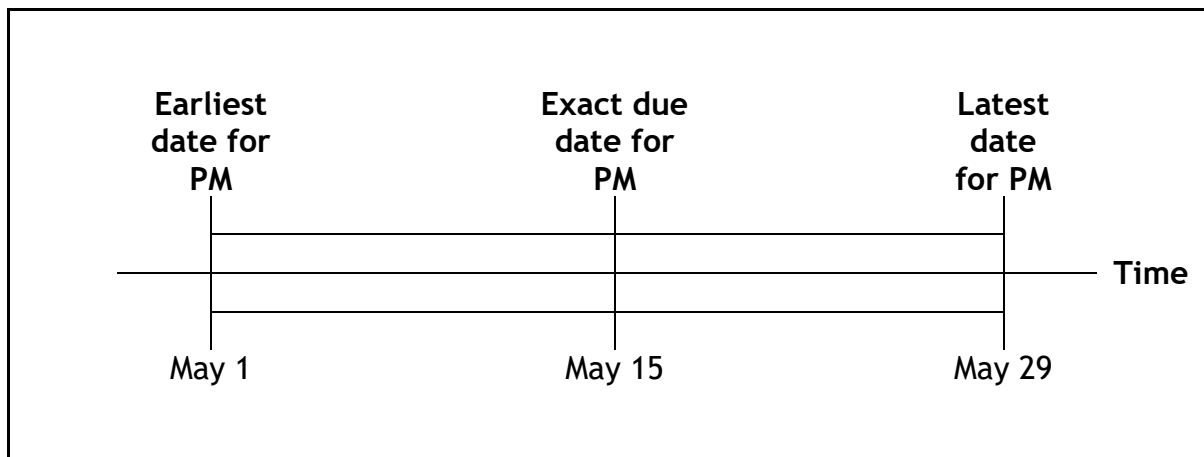 Earliest
date for
PM
Exact due
date for
PM
Latest
date
for PM
Time
May 1
May 15
May 29